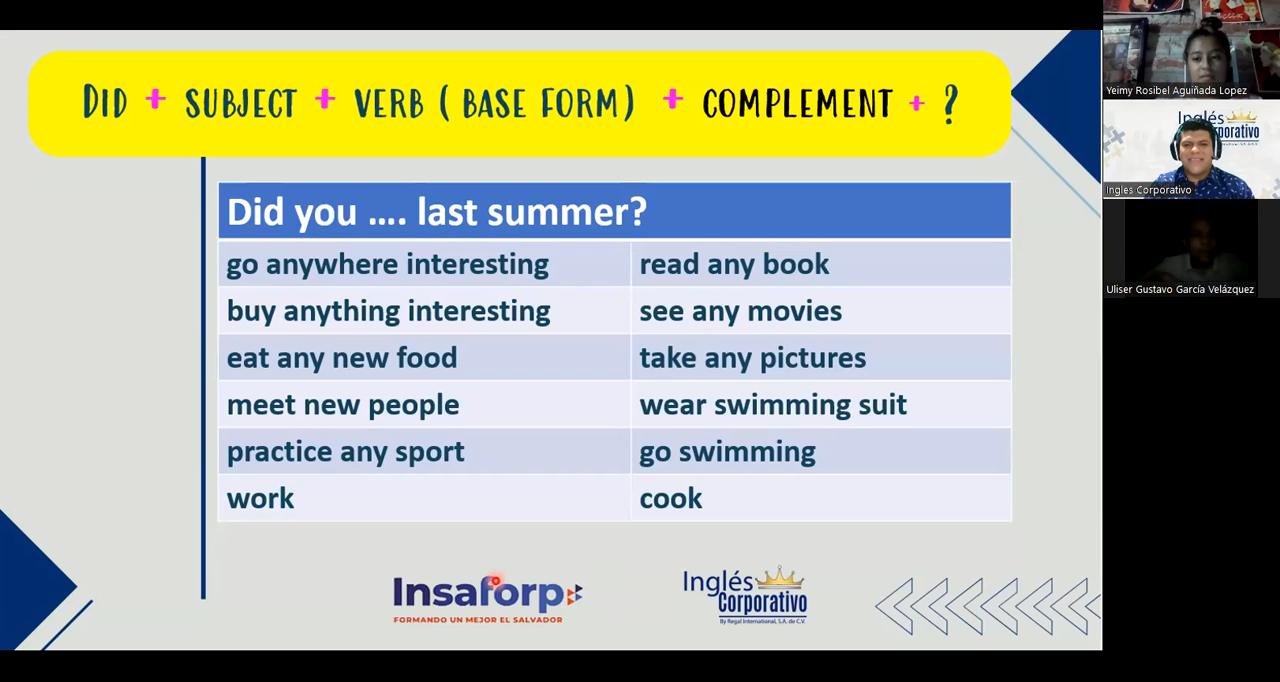 DID + SUBJECT + VERB ( BASE FORM) + COMPLEMENT + ?
Did you .... last summer?
go anywhere interesting read any book
buy anything interesting see any movies
eat any new food take any pictures
meet new people wear swimming suit
practice any sport go swimming
work cook
Insaforp
FORMANDO UN MEJOR EL SALVADOR
Inglés
Corporativo
By Regal International, S.A. de C.V.
Yeimy Rosibel Aguiñada Lopez
Inglés
Ingles Corporativo
Uliser Gustavo García Velázquez